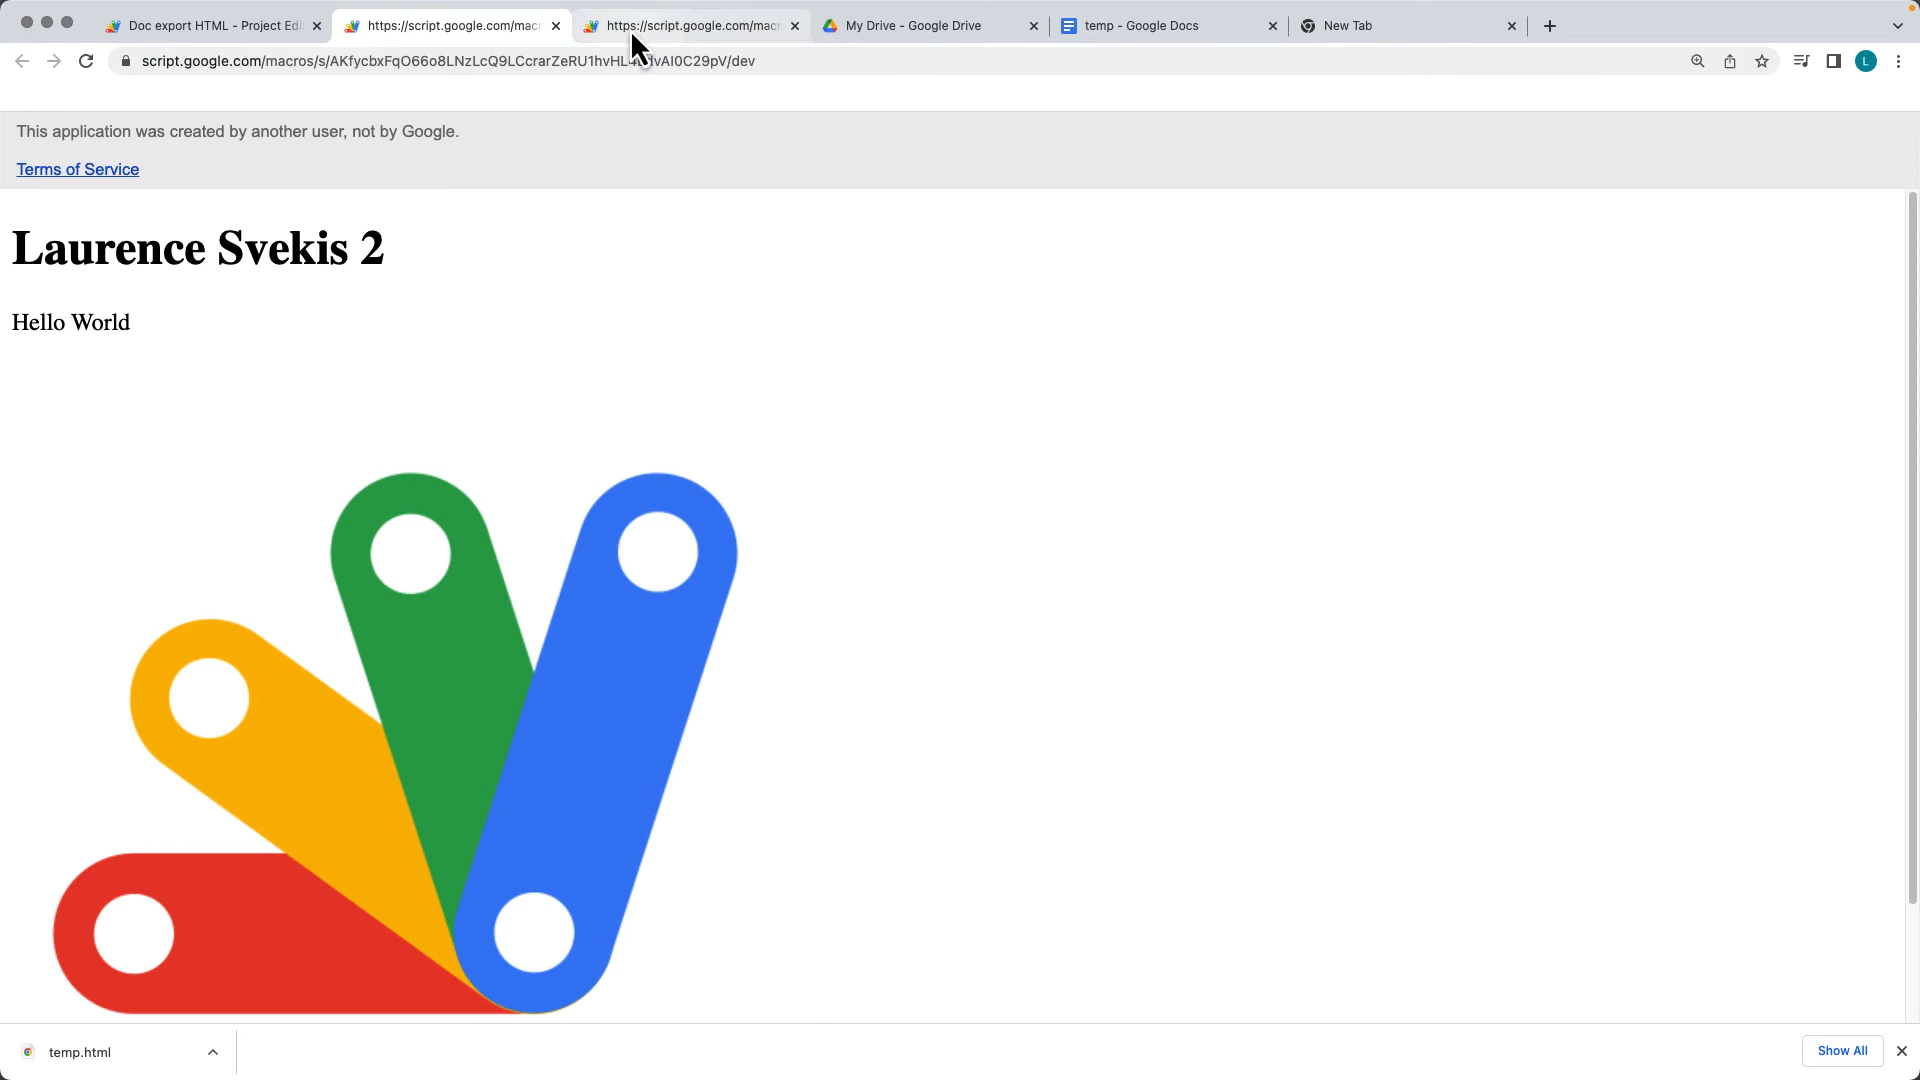 Doc export HTML - Project Edi
https://script.google.com/macr
https://script.google.com/macr
My Drive - Google Drive
temp - Google Docs
New Tab
script.google.com/macros/s/AKfycbxFqO66o8LNzLcQ9LCcrarZeRU1hvHL
vAI0C29pV/dev
L
This application was created by another user, not by Google.
Terms of Service
Laurence Svekis 2
Hello World
temp.html
Show All